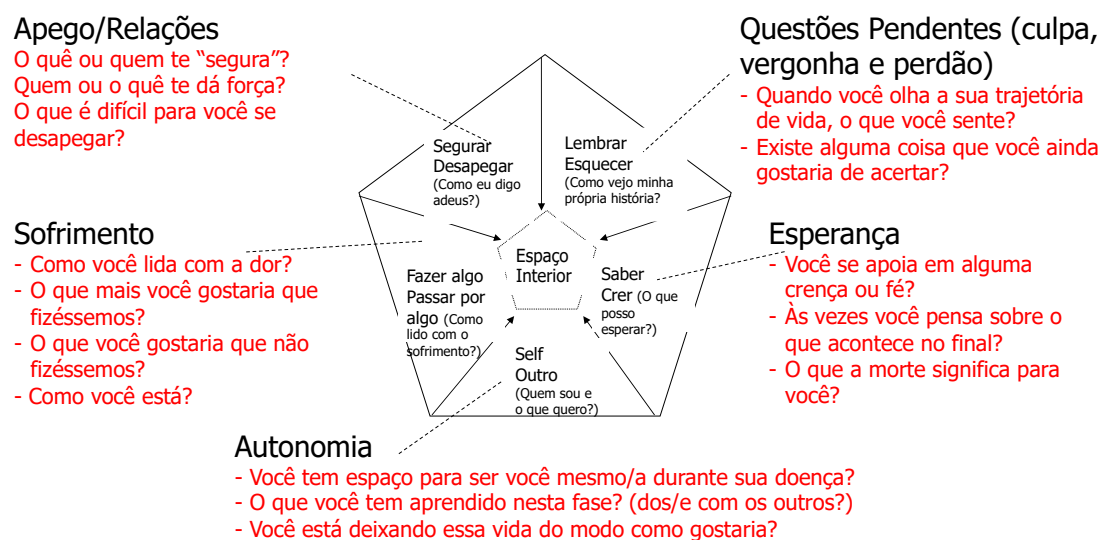 Apego/Relações
O quê ou quem te “segura”?
Quem ou o quê te dá força?
O que é difícil para você se
desapegar?
Questões Pendentes (culpa,
vergonha e perdão)
- Quando você olha a sua trajetória
de vida, o que você sente?
- Existe alguma coisa que você ainda
gostaria de acertar?
Segurar
Desapegar
(Como eu digo
adeus?)
Lembrar
Esquecer
(Como vejo minha
própria história?
Sofrimento
- Como você lida com a dor?
- O que mais você gostaria que
fizéssemos?
- O que você gostaria que não
fizéssemos?
- Como você está?
Fazer algo
Passar por
algo (Como
lido com o
sofrimento?)
Espaço
Interior
Saber
Crer (O que
posso
esperar?)
Esperança
- Você se apoia em alguma
crença ou fé?
- Às vezes você pensa sobre o
que acontece no final?
- O que a morte significa para
você?
Self
Outro
(Quem sou e
o que quero?)
Autonomia
- Você tem espaço para ser você mesmo/a durante sua doença?
- O que você tem aprendido nesta fase? (dos/e com os outros?)
- Você está deixando essa vida do modo como gostaria?